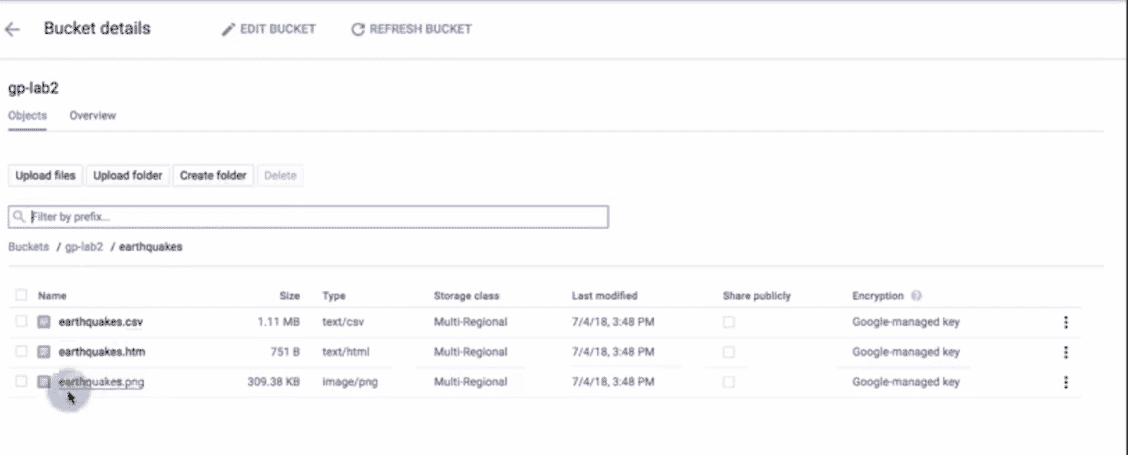 Bucket details EDIT BUCKET REFRESH BUCKET
gp-lab2
Objects Overview
Upload files Upload folder Create folder Delete
Filter by prefix...
Buckets / gp-lab2 / earthquakes
Name Size Type Storage class Last modified Share publicly Encryption
earthquakes.csv 1.11 MB text/csv Multi-Regional 7/4/18, 3:48 PM Google-managed key
earthquakes.htm 751 B text/html Multi-Regional 7/4/18, 3:48 PM Google-managed key
earthquakes.png 309.38 KB image/png Multi-Regional 7/4/18, 3:48 PM Google-managed key